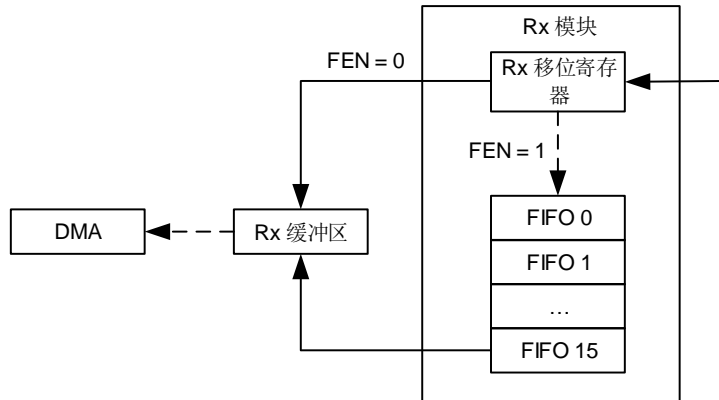 Rx 模块
FEN = 0
Rx 移位寄存
器
FEN = 1
FIFO 0
DMA
Rx 缓冲区
FIFO 1
…
FIFO 15